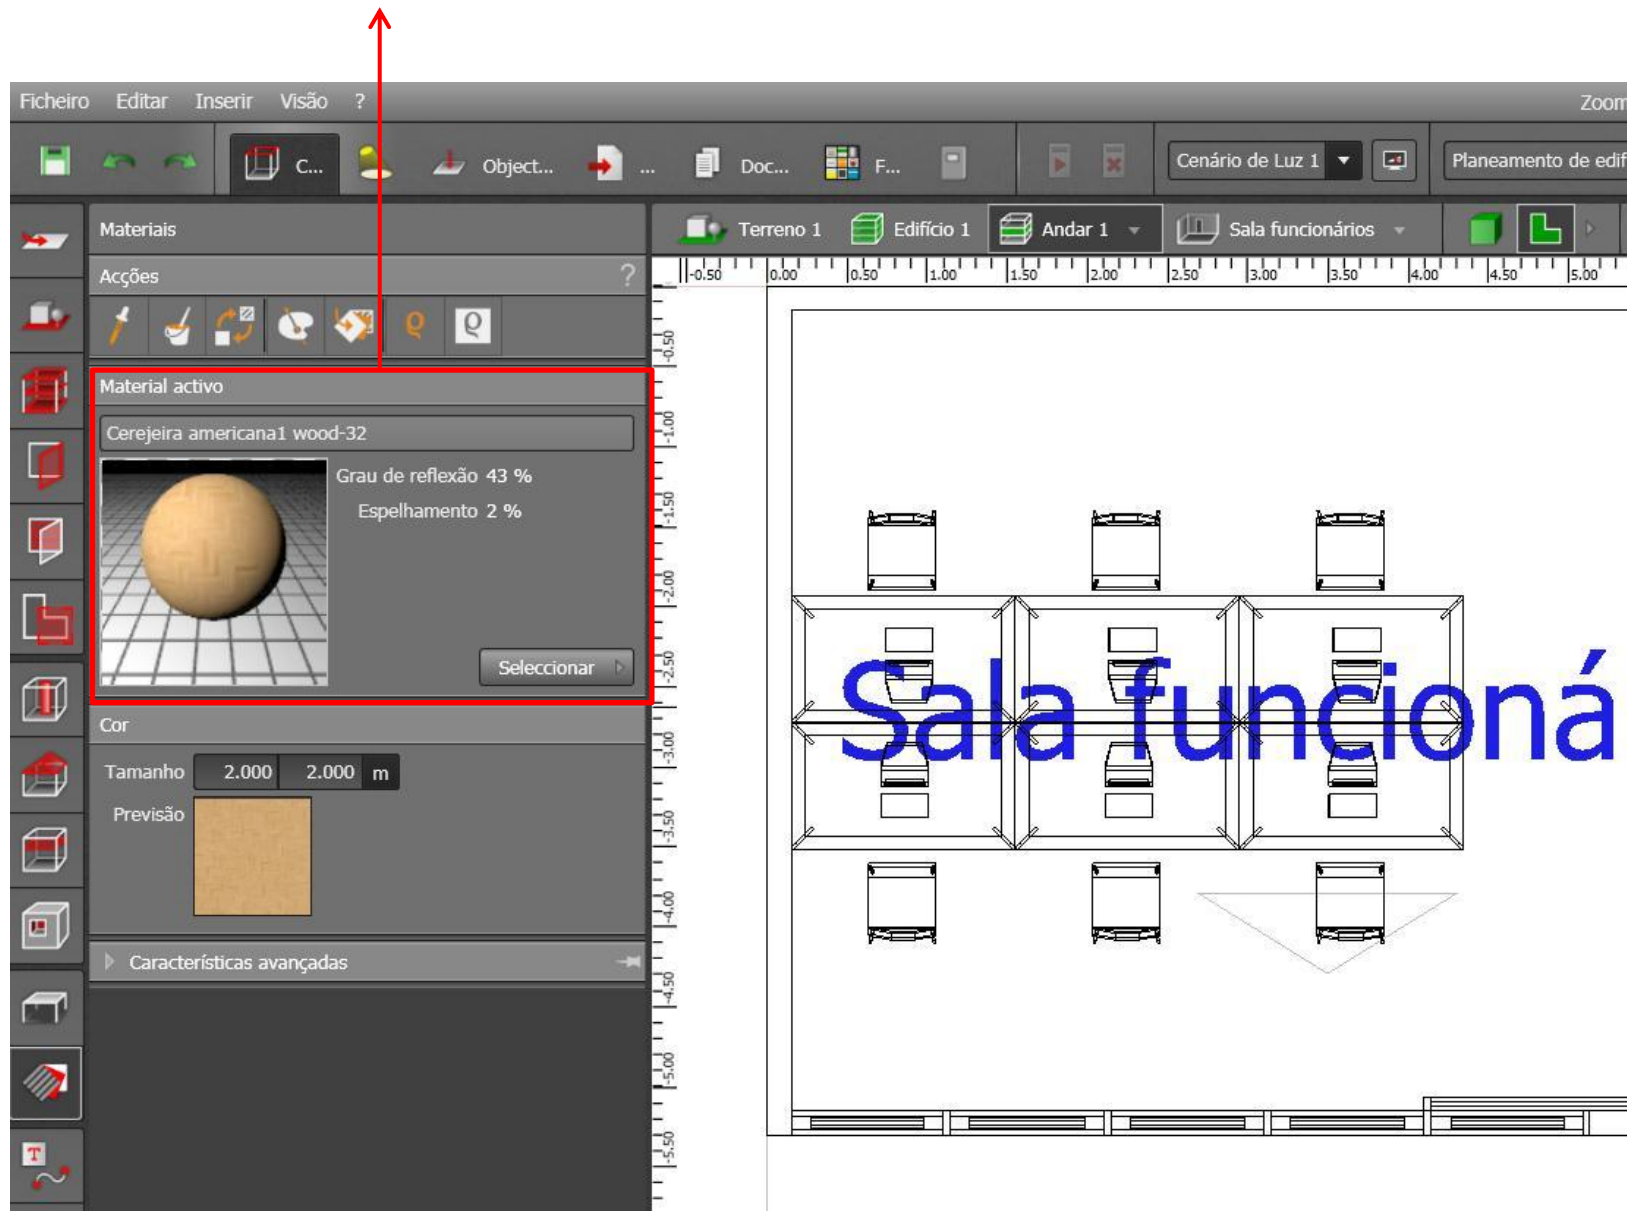 Ficheiro Editar Inserir Visão ? Zoom
C... Object... ... Doc... F... Cenário de Luz 1 Planeamento de edif
Materiais
Terreno 1 Edifício 1 Andar 1 Sala funcionários
Acções ?
-0.50 0.00 0.50 1.00 1.50 2.00 2.50 3.00 3.50 4.00 4.50 5.00
-0.50
-1.00
-1.50
-2.00
-2.50
-3.00
-3.50
-4.00
-4.50
-5.00
-5.50
Material activo
Cerejeira americana1 wood-32
Grau de reflexão 43 %
Espelhamento 2 %
Seleccionar
Sala funcioná
Cor
Tamanho 2.000 2.000 m
Previsão
Características avançadas
T